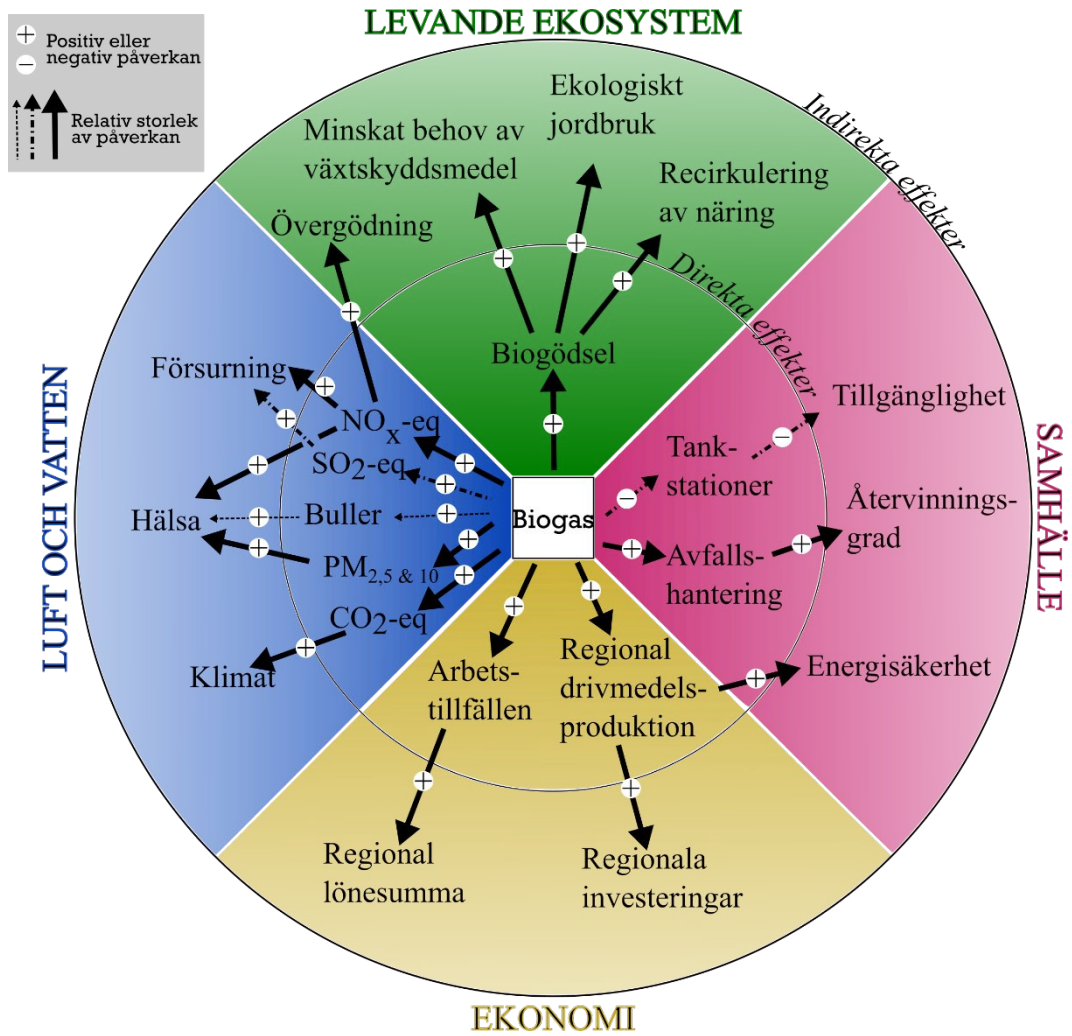 LEVANDE EKOSYSTEM
+ Positiv eller
− negativ påverkan
Relativ storlek
av påverkan
Indirekta effekter
Direkta effekter
Ekologiskt
jordbruk
Minskat behov av
växtskyddsmedel
Recirkulering
av näring
Övergödning
Biogödsel
LUFT OCH VATTEN
Försurning
NOx-eq
SO2-eq
Hälsa
Buller
PM2,5 & 10
CO2-eq
Klimat
Biogas
SAMHÄLLE
Tillgänglighet
Tank-
stationer
Återvinnings-
grad
Avfalls-
hantering
Energisäkerhet
Arbets-
tillfällen
Regional
drivmedels-
produktion
Regional
lönesumma
Regionala
investeringar
EKONOMI